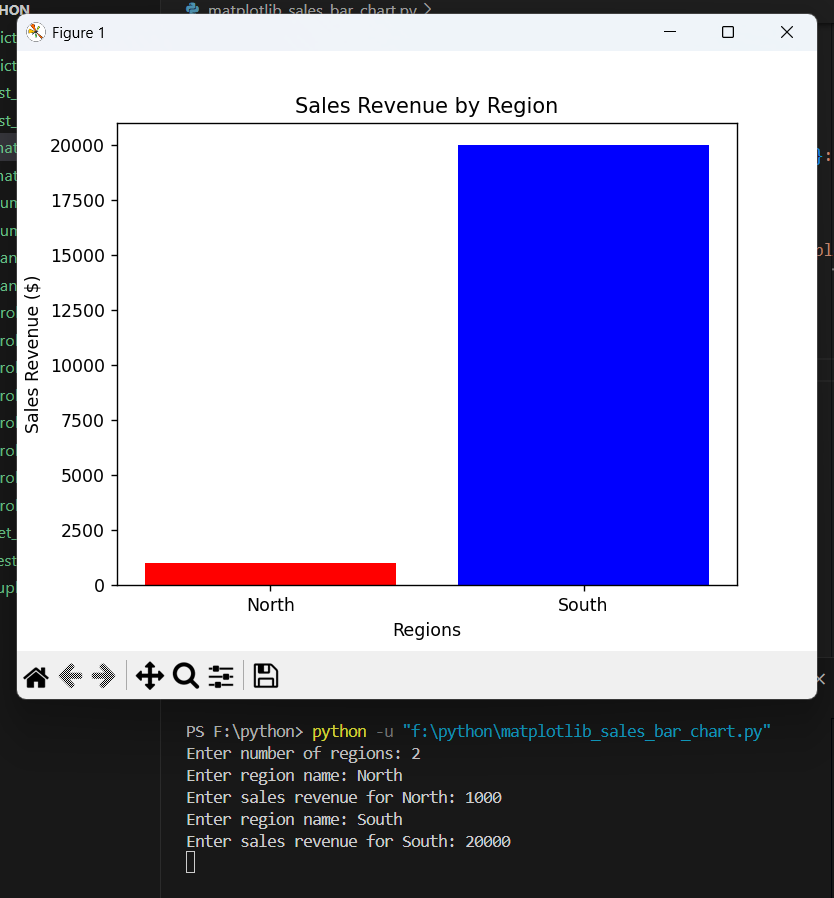 HON
matplotlib_sales_bar_chart.py
Figure 1
Sales Revenue by Region
20000
17500
15000
12500
10000
7500
5000
2500
0
Sales Revenue ($)
North South
Regions
PS F:\python> python -u "f:\python\matplotlib_sales_bar_chart.py"
Enter number of regions: 2
Enter region name: North
Enter sales revenue for North: 1000
Enter region name: South
Enter sales revenue for South: 20000